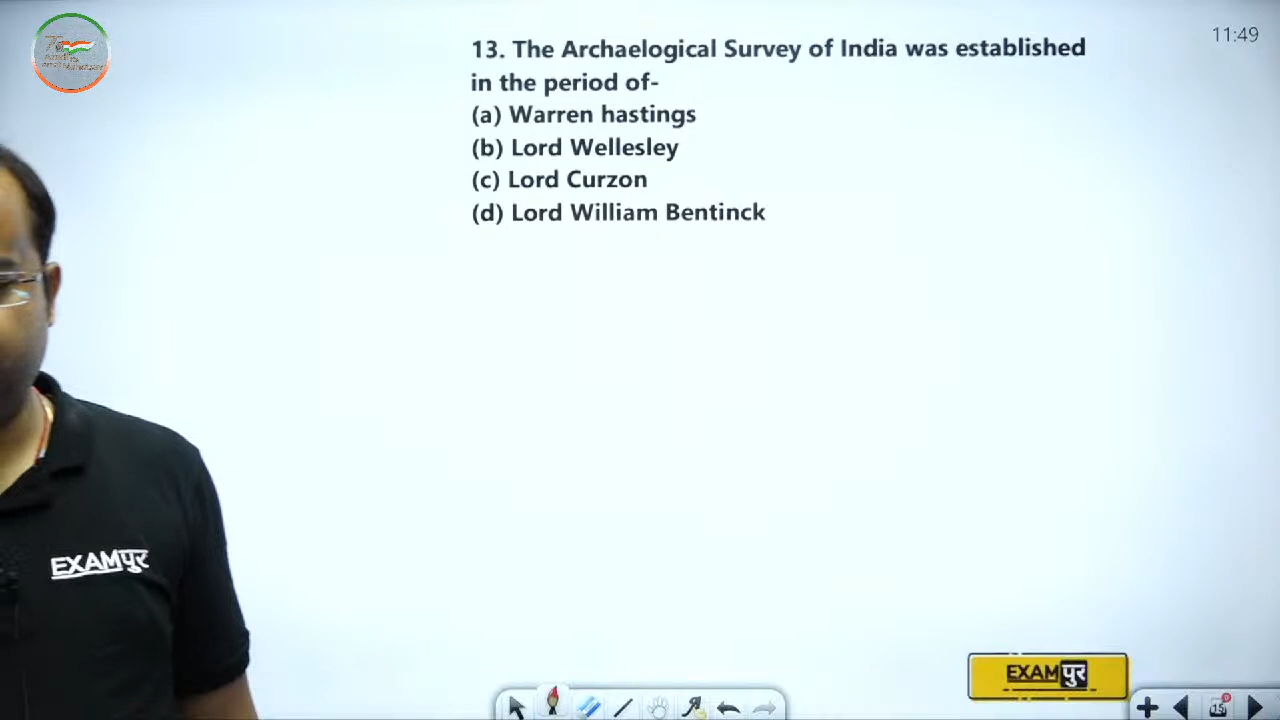 11:49
13. The Archaelogical Survey of India was established
in the period of-
(a) Warren hastings
(b) Lord Wellesley
(c) Lord Curzon
(d) Lord William Bentinck
EXAMपुर
EXAMपुर
15